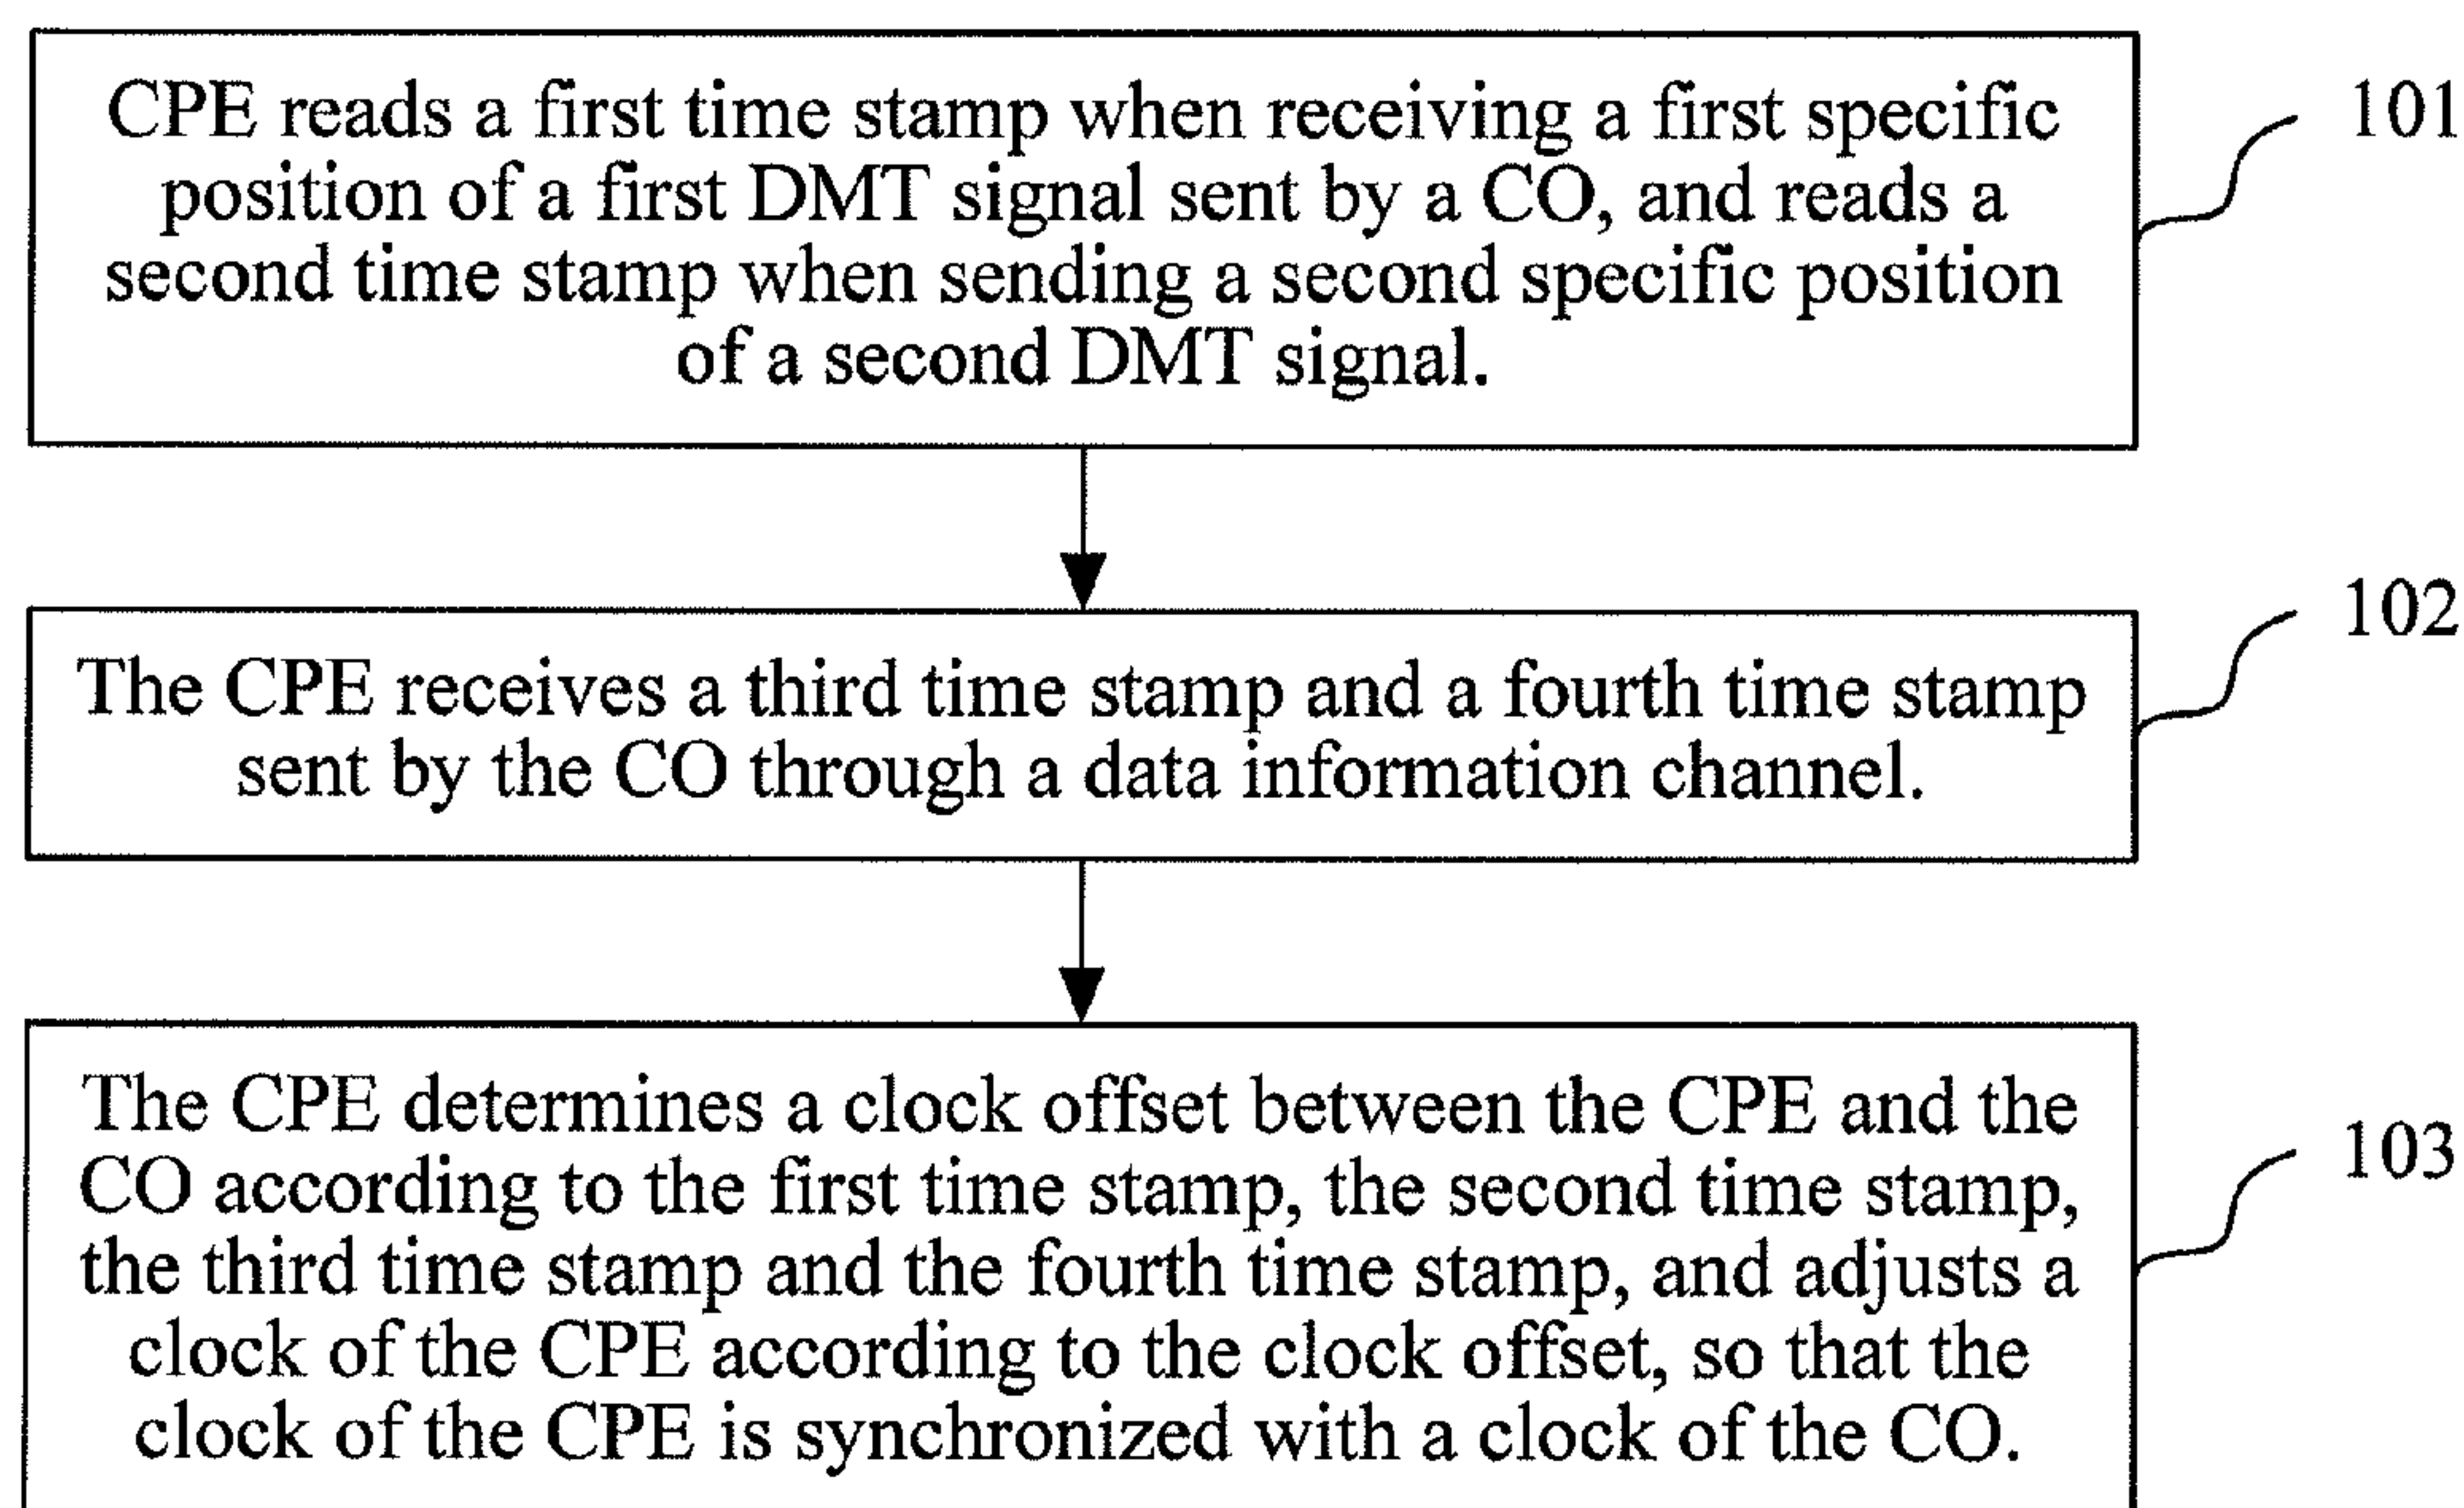 CPE reads a first time stamp when receiving a first specific
position of a first DMT signal sent by a CO, and reads a
second time stamp when sending a second specific position
of a second DMT signal.
101
The CPE receives a third time stamp and a fourth time stamp
sent by the CO through a data information channel.
102
The CPE determines a clock offset between the CPE and the
CO according to the first time stamp, the second time stamp,
the third time stamp and the fourth time stamp, and adjusts a
clock of the CPE according to the clock offset, so that the
clock of the CPE is synchronized with a clock of the CO.
103